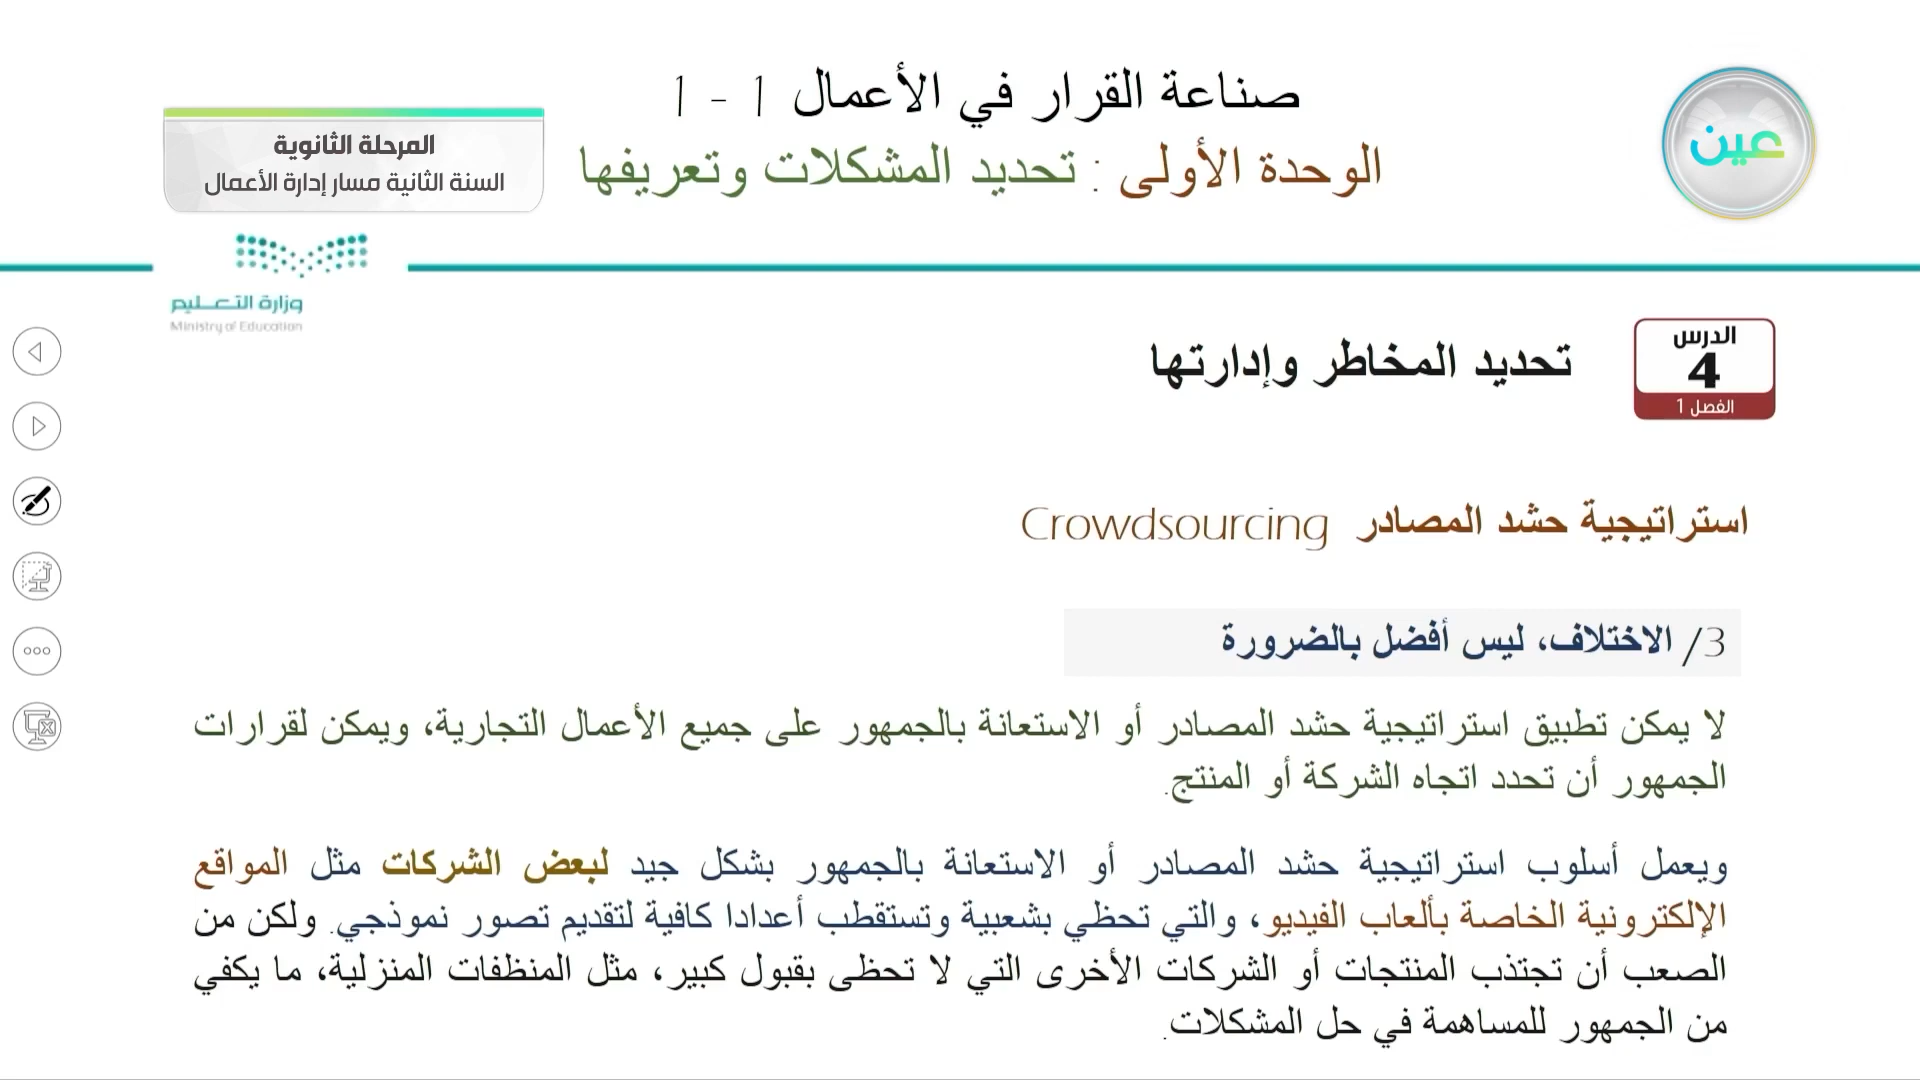 صناعة القرار في الأعمال 1 - 1
الوحدة الأولى : تحديد المشكلات وتعريفها
عين
المرحلة الثانوية
السنة الثانية مسار إدارة الأعمال
وزارة التعليم
Ministry of Education
الدرس
4
الفصل 1
تحديد المخاطر وإدارتها
استراتيجية حشد المصادر Crowdsourcing
3/ الاختلاف، ليس أفضل بالضرورة
لا يمكن تطبيق استراتيجية حشد المصادر أو الاستعانة بالجمهور على جميع الأعمال التجارية، ويمكن لقرارات
الجمهور أن تحدد اتجاه الشركة أو المنتج.
ويعمل أسلوب استراتيجية حشد المصادر أو الاستعانة بالجمهور بشكل جيد لبعض الشركات مثل المواقع
الإلكترونية الخاصة بألعاب الفيديو، والتي تحظي بشعبية وتستقطب أعدادا كافية لتقديم تصور نموذجي. ولكن من
الصعب أن تجتذب المنتجات أو الشركات الأخرى التي لا تحظى بقبول كبير، مثل المنظفات المنزلية، ما يكفي
من الجمهور للمساهمة في حل المشكلات.